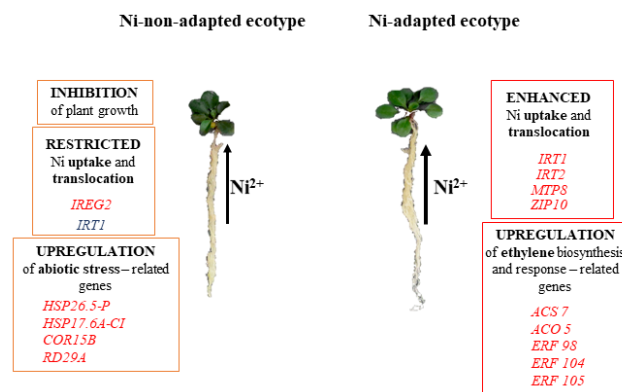 Ni-non-adapted ecotype
Ni-adapted ecotype
INHIBITION
of plant growth
RESTRICTED
Ni uptake and
translocation
IREG2
IRT1
UPREGULATION
of abiotic stress – related
genes
HSP26.5-P
HSP17.6A-CI
COR15B
RD29A
Ni2+
Ni2+
ENHANCED
Ni uptake and
translocation
IRT1
IRT2
MTP8
ZIP10
UPREGULATION
of ethylene biosynthesis
and response – related
genes
ACS 7
ACO 5
ERF 98
ERF 104
ERF 105